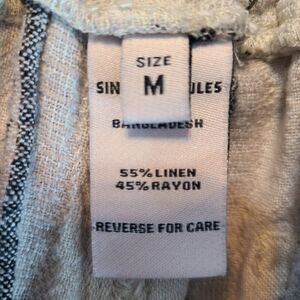 SIZE
M
BANGLADESH
55% LINEN
45% RAYON
REVERSE FOR CARE